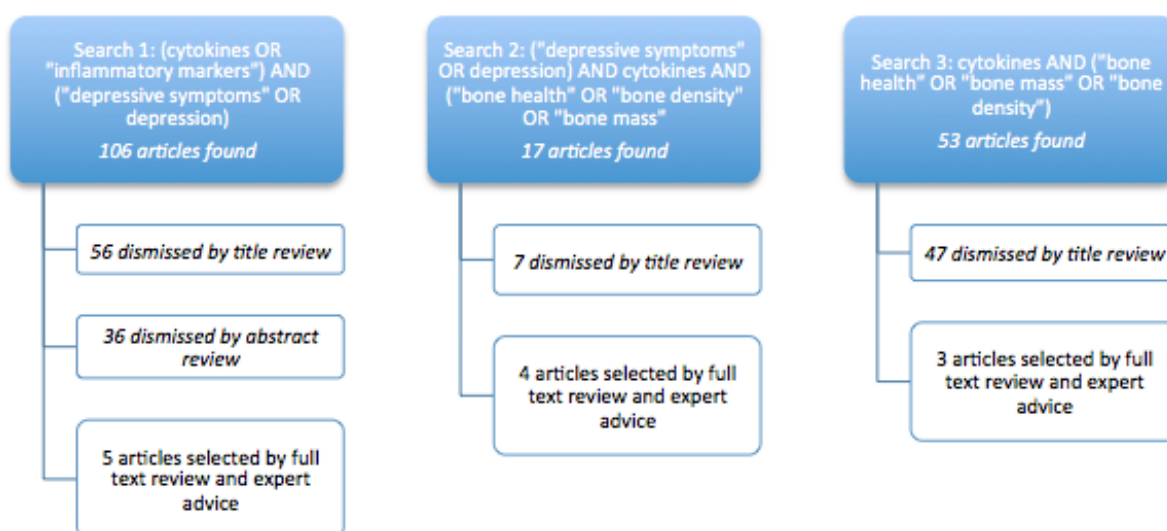 Search 1: (cytokines OR
"inflammatory markers") AND
("depressive symptoms" OR
depression)
106 articles found
56 dismissed by title review
36 dismissed by abstract
review
5 articles selected by full
text review and expert
advice
Search 2: ("depressive symptoms"
OR depression) AND cytokines AND
("bone health" OR "bone density"
OR "bone mass"
17 articles found
7 dismissed by title review
4 articles selected by full
text review and expert
advice
Search 3: cytokines AND ("bone
health" OR "bone mass" OR "bone
density")
53 articles found
47 dismissed by title review
3 articles selected by full
text review and expert
advice